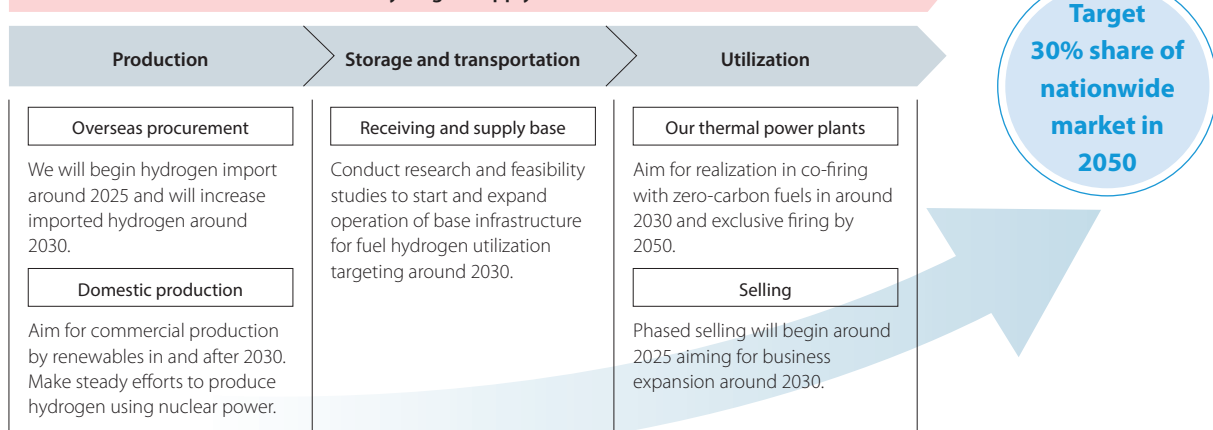 Production
Storage and transportation
Utilization
Target
30% share of
nationwide
market in
2050
Overseas procurement
We will begin hydrogen import
around 2025 and will increase
imported hydrogen around
2030.
Domestic production
Aim for commercial production
by renewables in and after 2030.
Make steady efforts to produce
hydrogen using nuclear power.
Receiving and supply base
Conduct research and feasibility
studies to start and expand
operation of base infrastructure
for fuel hydrogen utilization
targeting around 2030.
Our thermal power plants
Aim for realization in co-firing
with zero-carbon fuels in around
2030 and exclusive firing by
2050.
Selling
Phased selling will begin around
2025 aiming for business
expansion around 2030.